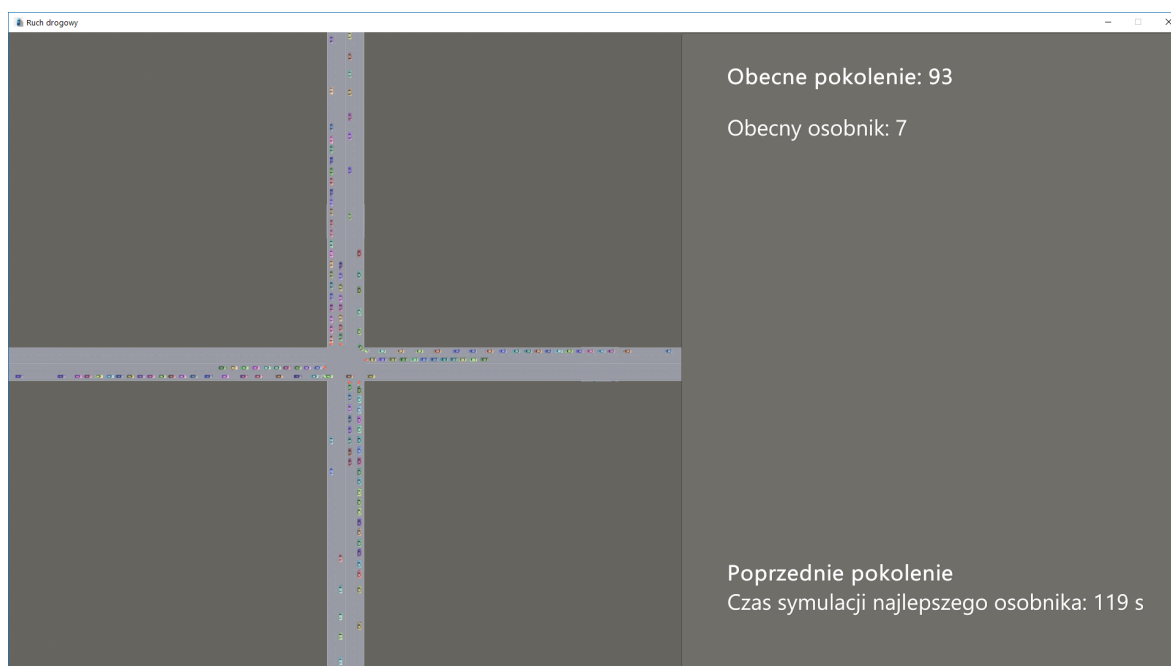 Ruch drogowy
Obecne pokolenie: 93
Obecny osobnik: 7
Poprzednie pokolenie
Czas symulacji najlepszego osobnika: 119 s